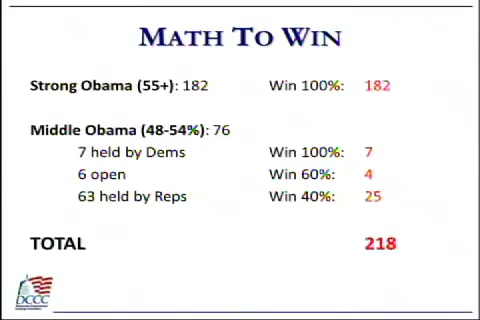 MATH TO WIN
Strong Obama (55+): 182 Win 100%: 182
Middle Obama (48-54%): 76
7 held by Dems Win 100%: 7
6 open Win 60%: 4
63 held by Reps Win 40%: 25
TOTAL 218
DCCC